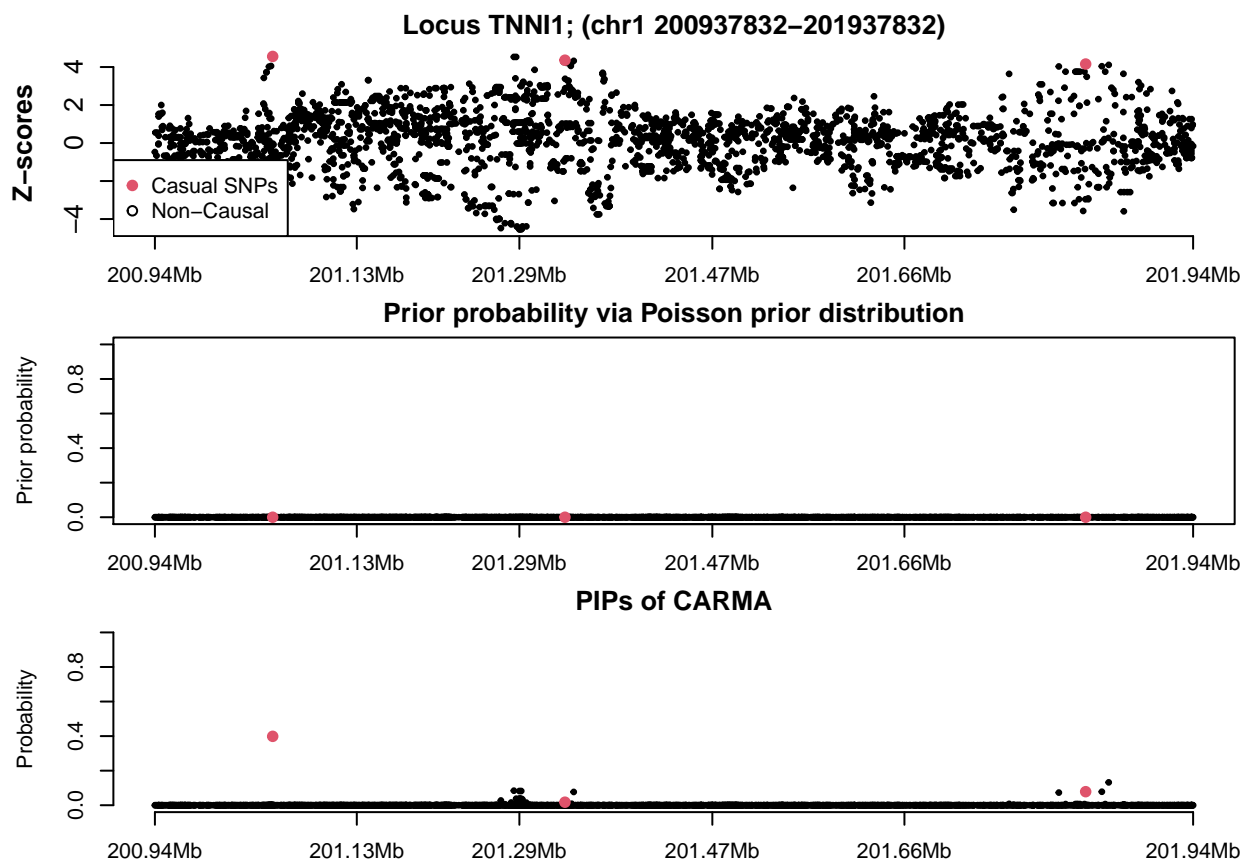 Locus TNNI1; (chr1 200937832−201937832)
Z−scores
4
2
0
−4
Casual SNPs
Non−Causal
200.94Mb 201.13Mb 201.29Mb 201.47Mb 201.66Mb 201.94Mb
Prior probability via Poisson prior distribution
Prior probability
0.8
0.4
0.0
200.94Mb 201.13Mb 201.29Mb 201.47Mb 201.66Mb 201.94Mb
PIPs of CARMA
Probability
0.8
0.4
0.0
200.94Mb 201.13Mb 201.29Mb 201.47Mb 201.66Mb 201.94Mb